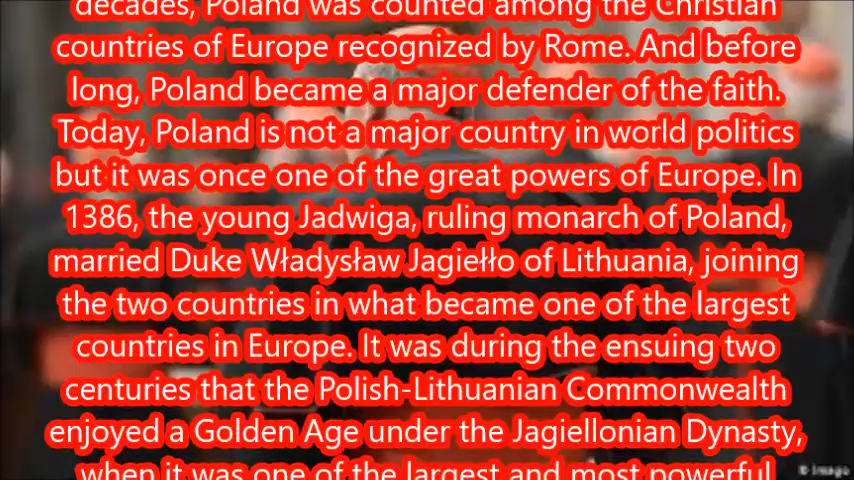 decades, Poland was counted among the Christian
countries of Europe recognized by Rome. And before
long, Poland became a major defender of the faith.
Today, Poland is not a major country in world politics
but it was once one of the great powers of Europe. In
1386, the young Jadwiga, ruling monarch of Poland,
married Duke Władysław Jagiełło of Lithuania, joining
the two countries in what became one of the largest
countries in Europe. It was during the ensuing two
centuries that the Polish-Lithuanian Commonwealth
enjoyed a Golden Age under the Jagiellonian Dynasty,
when it was one of the largest and most powerful
© imago